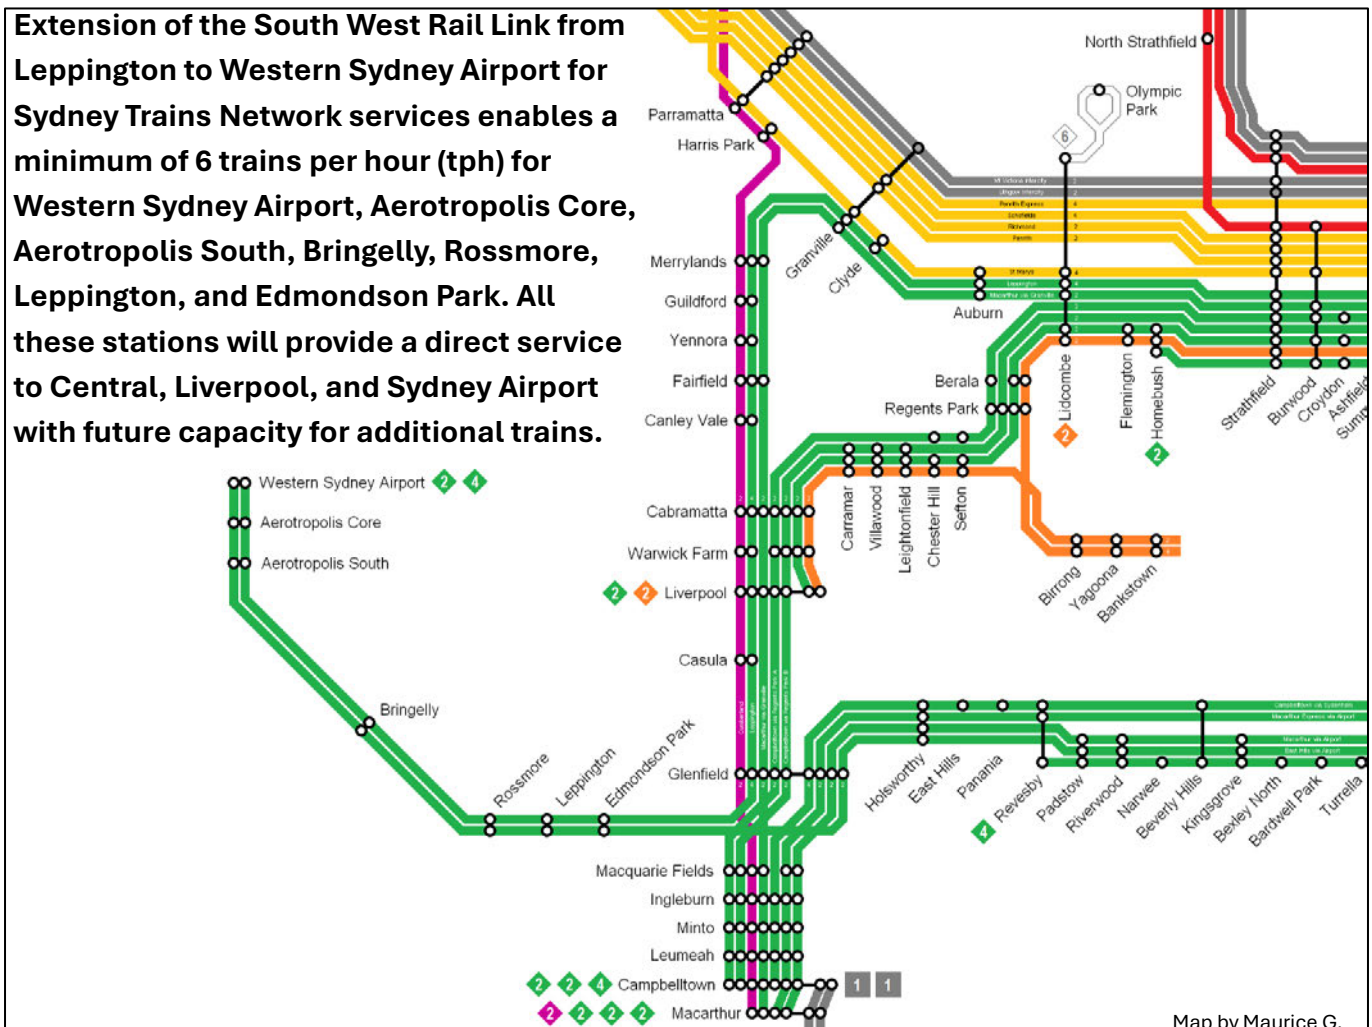 Extension of the South West Rail Link from
Leppington to Western Sydney Airport for
Sydney Trains Network services enables a
minimum of 6 trains per hour (tph) for
Western Sydney Airport, Aerotropolis Core,
Aerotropolis South, Bringelly, Rossmore,
Leppington, and Edmondson Park. All
these stations will provide a direct service
to Central, Liverpool, and Sydney Airport
with future capacity for additional trains.
North Strathfield
Olympic
Park
6
Parramatta
Harris Park
Granville
Clyde
Auburn
Merrylands
Guildford
Yennora
Fairfield
Canley Vale
Berala
Regents Park
Lidcombe
2
Flemington
Homebush
2
Strathfield
Burwood
Croydon
Ashfield
Western Sydney Airport 2 4
Aerotropolis Core
Aerotropolis South
Cabramatta
Warwick Farm
2 2 Liverpool
Carramar
Villawood
Leightonfield
Chester Hill
Sefton
Birrong
Yagoona
Bankstown
Casula
Bringelly
Rossmore
Leppington
Edmondson Park
Glenfield
Holsworthy
East Hills
Panania
4 Revesby
Padstow
Riverwood
Narwee
Beverly Hills
Kingsgrove
Bexley North
Bardwell Park
Turrella
Macquarie Fields
Ingleburn
Minto
Leumeah
2 2 4 Campbelltown 1 1
2 2 2 2 Macarthur
Map by Maurice G.